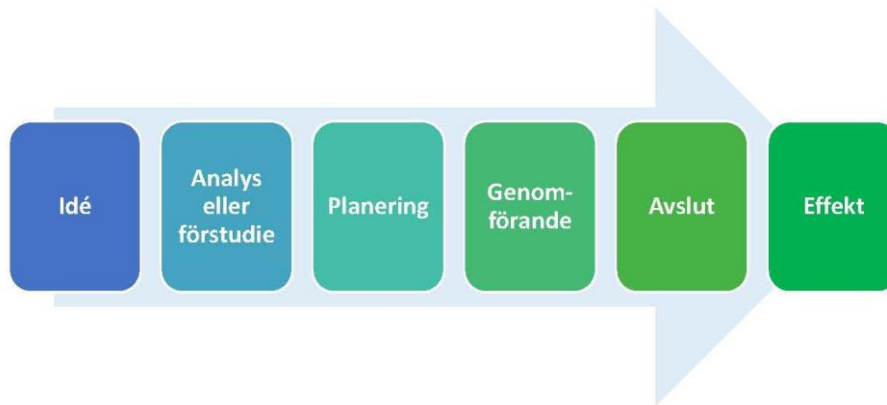 Idé
Analys
eller
förstudie
Planering
Genom-
förande
Avslut
Effekt